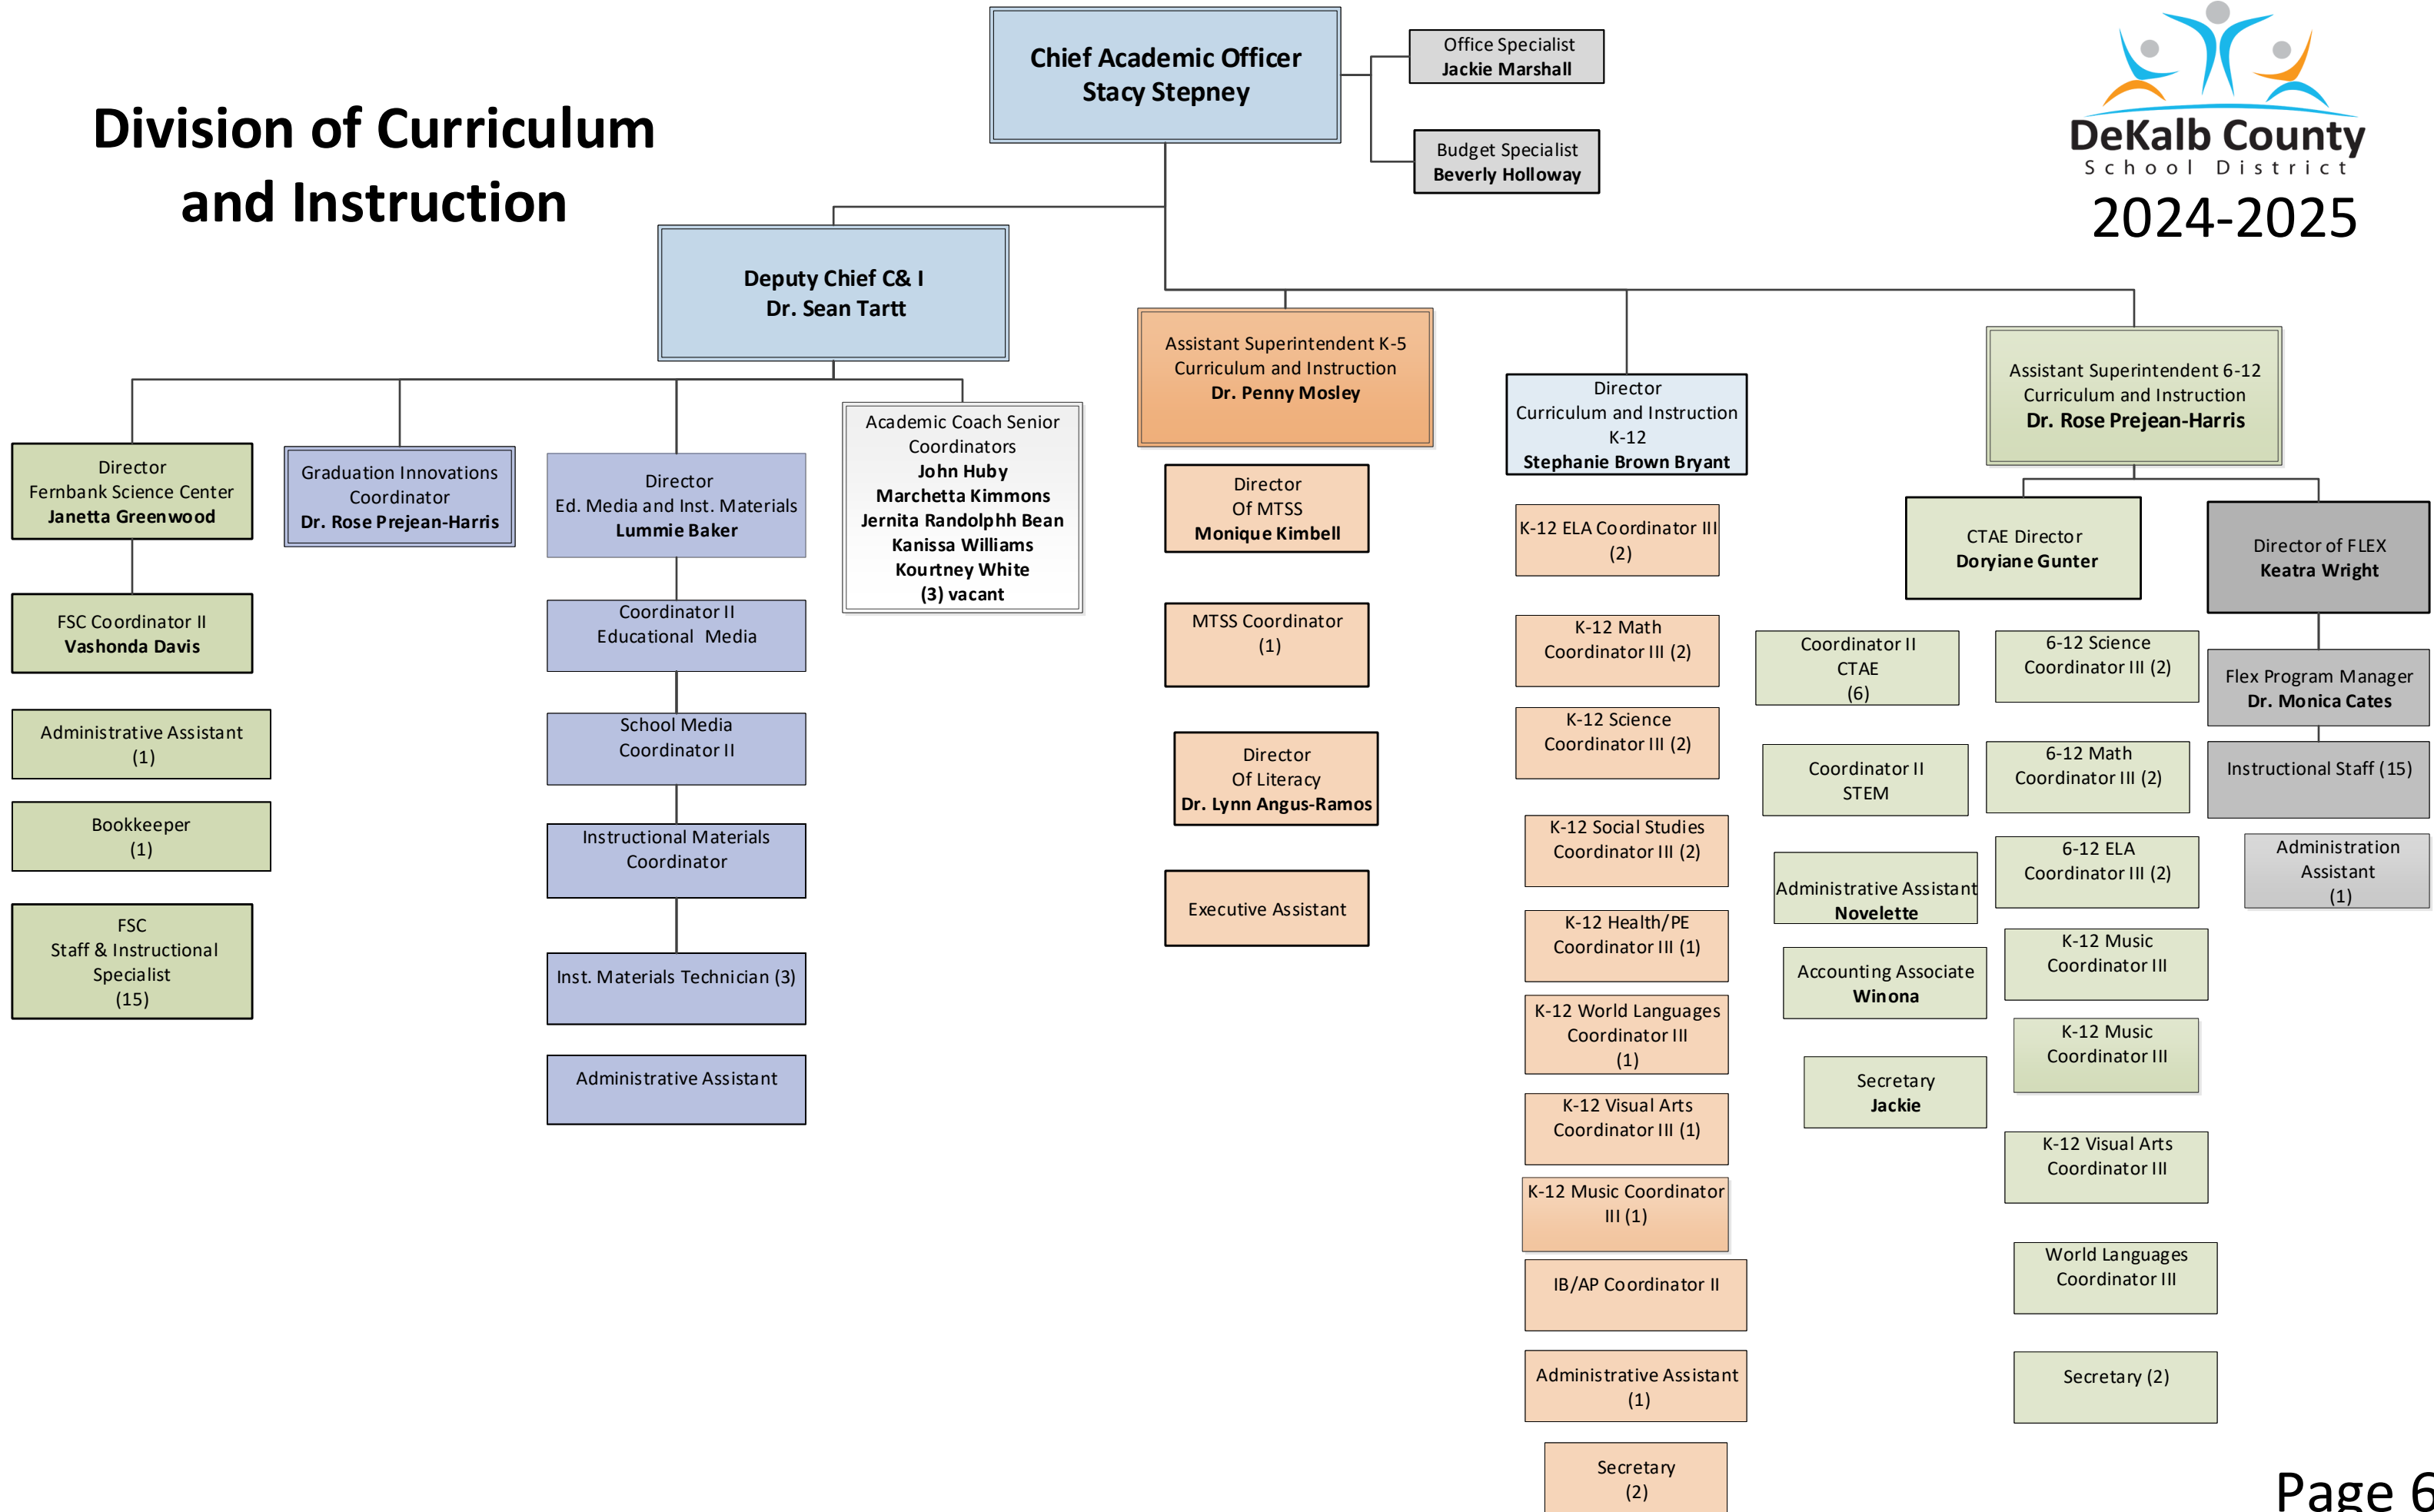 Division of Curriculum
and Instruction
Chief Academic Officer
Stacy Stepney
Office Specialist
Jackie Marshall
Budget Specialist
Beverly Holloway
DeKalb County
School District
2024-2025
Deputy Chief C& I
Dr. Sean Tartt
Director
Fernbank Science Center
Janetta Greenwood
FSC Coordinator II
Vashonda Davis
Administrative Assistant
(1)
Bookkeeper
(1)
FSC
Staff & Instructional
Specialist
(15)
Graduation Innovations
Coordinator
Dr. Rose Prejean-Harris
Director
Ed. Media and Inst. Materials
Lummie Baker
Coordinator II
Educational Media
School Media
Coordinator II
Instructional Materials
Coordinator
Inst. Materials Technician (3)
Administrative Assistant
Academic Coach Senior
Coordinators
John Huby
Marchetta Kimmons
Jernita Randolphh Bean
Kanissa Williams
Kourtney White
(3) vacant
Assistant Superintendent K-5
Curriculum and Instruction
Dr. Penny Mosley
Director
Of MTSS
Monique Kimbell
MTSS Coordinator
(1)
Director
Of Literacy
Dr. Lynn Angus-Ramos
Executive Assistant
Director
Curriculum and Instruction
K-12
Stephanie Brown Bryant
K-12 ELA Coordinator III
(2)
K-12 Math
Coordinator III (2)
K-12 Science
Coordinator III (2)
K-12 Social Studies
Coordinator III (2)
K-12 Health/PE
Coordinator III (1)
K-12 World Languages
Coordinator III
(1)
K-12 Visual Arts
Coordinator III (1)
K-12 Music Coordinator
III (1)
IB/AP Coordinator II
Administrative Assistant
(1)
Secretary
(2)
Assistant Superintendent 6-12
Curriculum and Instruction
Dr. Rose Prejean-Harris
CTAE Director
Doryiane Gunter
Coordinator II
CTAE
(6)
Coordinator II
STEM
Administrative Assistant
Novelette
Accounting Associate
Winona
Secretary
Jackie
6-12 Science
Coordinator III (2)
6-12 Math
Coordinator III (2)
6-12 ELA
Coordinator III (2)
K-12 Music
Coordinator III
K-12 Music
Coordinator III
K-12 Visual Arts
Coordinator III
World Languages
Coordinator III
Secretary (2)
Director of FLEX
Keatra Wright
Flex Program Manager
Dr. Monica Cates
Instructional Staff (15)
Administration
Assistant
(1)
Page 6